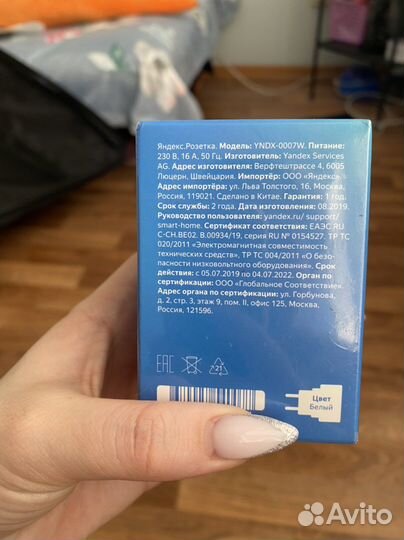 Яндекс.Розетка. Модель: YNDX-0007W. Питание:
230 В, 16 А, 50 Гц. Изготовитель: Yandex Services
AG. Адрес изготовителя: Верфтештрассе 4, 6005
Люцерн, Швейцария. Импортёр: ООО «Яндекс».
Адрес импортёра: ул. Льва Толстого, 16, Москва,
Россия, 119021. Сделано в Китае. Гарантия: 1 год.
Срок службы: 2 года. Дата изготовления: 08.2019.
Руководство пользователя: yandex.ru/support/
smart-home. Сертификат соответствия: ЕАЭС RU
C-CH.BE02. B.00934/19, серия RU № 0154527. ТР ТС
020/2011 «Электромагнитная совместимость
технических средств», ТР ТС 004/2011 «О безо-
пасности низковольтного оборудования». Срок
действия: с 05.07.2019 по 04.07.2022. Орган по
сертификации: ООО «Глобальное Соответствие».
Адрес органа по сертификации: ул. Горбунова,
д. 2, стр. 3, этаж 9, пом. II, офис 125, Москва,
Россия, 121596.
EAC
21
Цвет
Белый
Avito